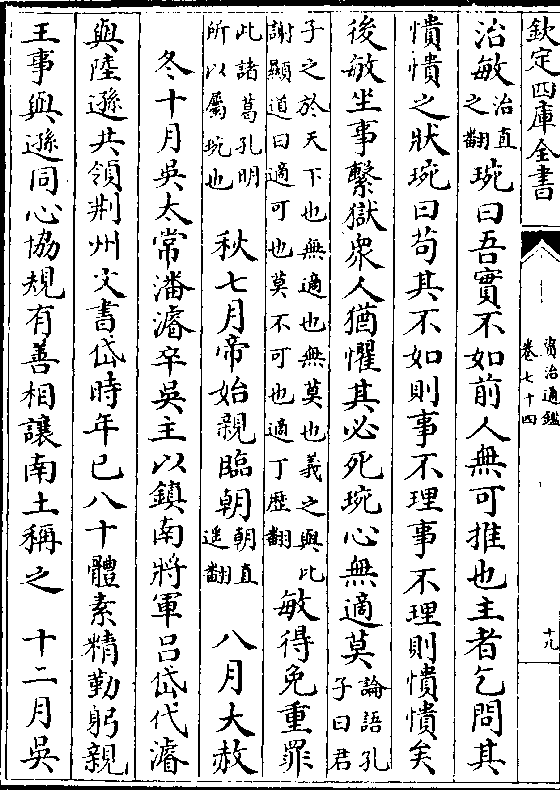 欽定四庫全書
資治通鑑
卷七十四
十九
治敏治直之翻琬曰吾實不如前人無可推也主者乞問其
憒憒之狀琬曰苟其不如則事不理事不理則憒憒矣
後敏坐事繫獄衆人猶懼其必死琬心無適莫論語孔子曰君
子之於天下也無適也無莫也義之與比謝顯道曰適可也莫不可也適丁歷翻敏得免重罪
此諸葛孔明所以屬琬也　秋七月帝始親臨朝朝直遥翻　八月大赦
冬十月吳太常潘濬卒吳主以鎮南將軍呂岱代濬
與陸遜共領荆州文書岱時年已八十體素精勤躬親
王事與遜同心協規有善相讓南土稱之　十二月吳